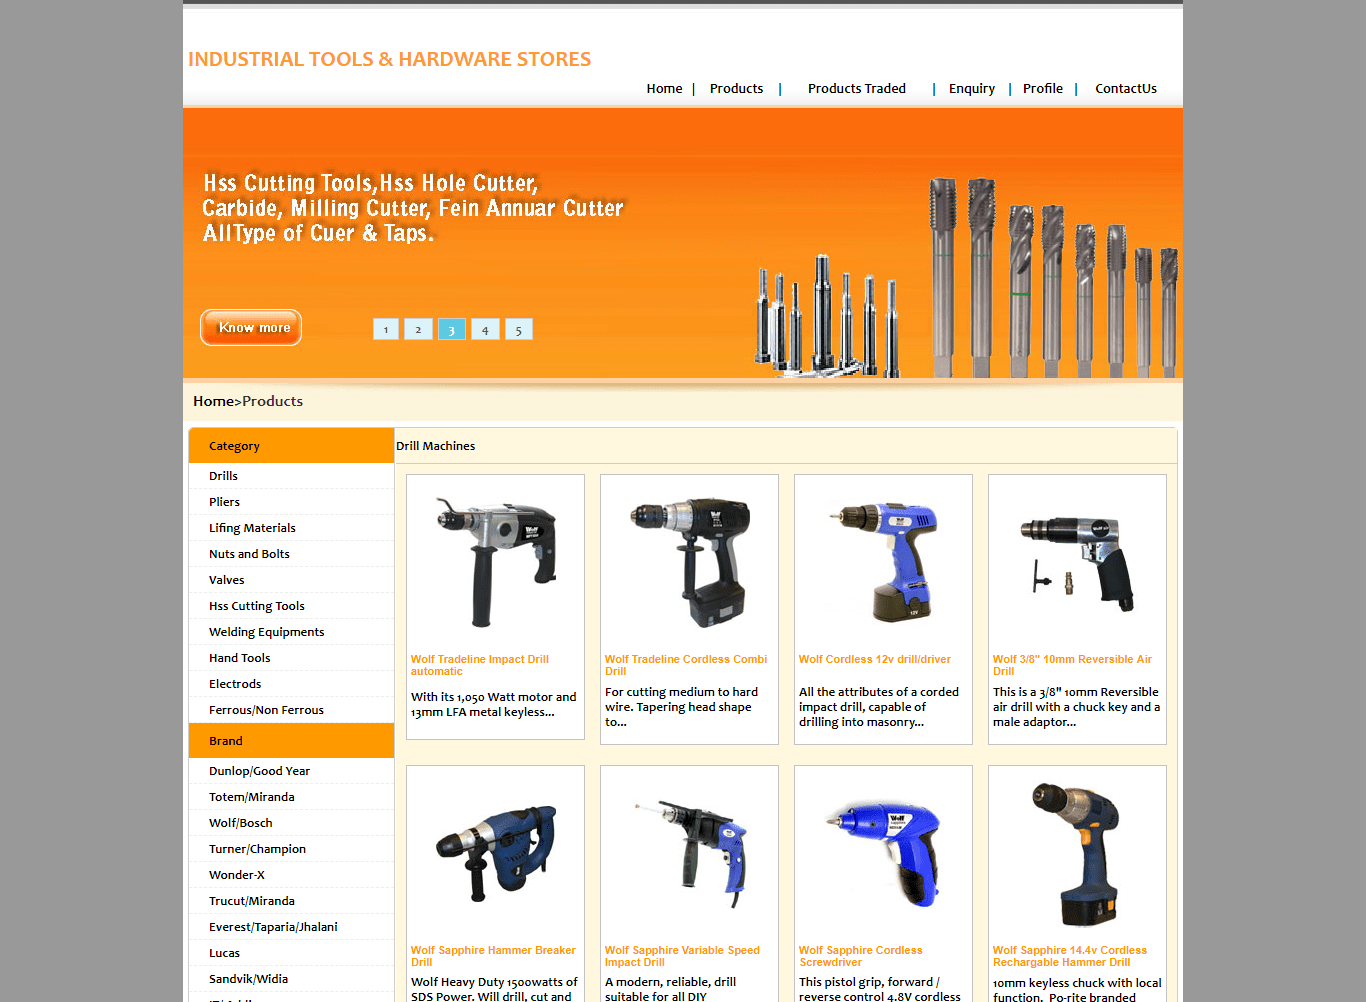 INDUSTRIAL TOOLS & HARDWARE STORES
Home | Products | Products Traded | Enquiry | Profile | ContactUs
Hss Cutting Tools,Hss Hole Cutter,
Carbide, Milling Cutter, Fein Annuar Cutter
AllType of Cuer & Taps.
Know more
1 2 3 4 5
Home>Products
Category
Drills
Pliers
Lifing Materials
Nuts and Bolts
Valves
Hss Cutting Tools
Welding Equipments
Hand Tools
Electrods
Ferrous/Non Ferrous
Brand
Dunlop/Good Year
Totem/Miranda
Wolf/Bosch
Turner/Champion
Wonder-X
Trucut/Miranda
Everest/Taparia/Jhalani
Lucas
Sandvik/Widia
Drill Machines
Wolf Tradeline Impact Drill
automatic
With its 1,050 Watt motor and
13mm LFA metal keyless...
Wolf Tradeline Cordless Combi
Drill
For cutting medium to hard
wire. Tapering head shape
to...
Wolf Cordless 12v drill/driver
All the attributes of a corded
impact drill, capable of
drilling into masonry...
Wolf 3/8" 10mm Reversible Air
Drill
This is a 3/8" 10mm Reversible
air drill with a chuck key and a
male adaptor...
Wolf Sapphire Hammer Breaker
Drill
Wolf Heavy Duty 1500watts of
SDS Power. Will drill, cut and
Wolf Sapphire Variable Speed
Impact Drill
A modern, reliable, drill
suitable for all DIY
Wolf Sapphire Cordless
Screwdriver
This pistol grip, forward /
reverse control 4.8V cordless
Wolf Sapphire 14.4v Cordless
Rechargable Hammer Drill
10mm keyless chuck with local
function. Po-rite branded